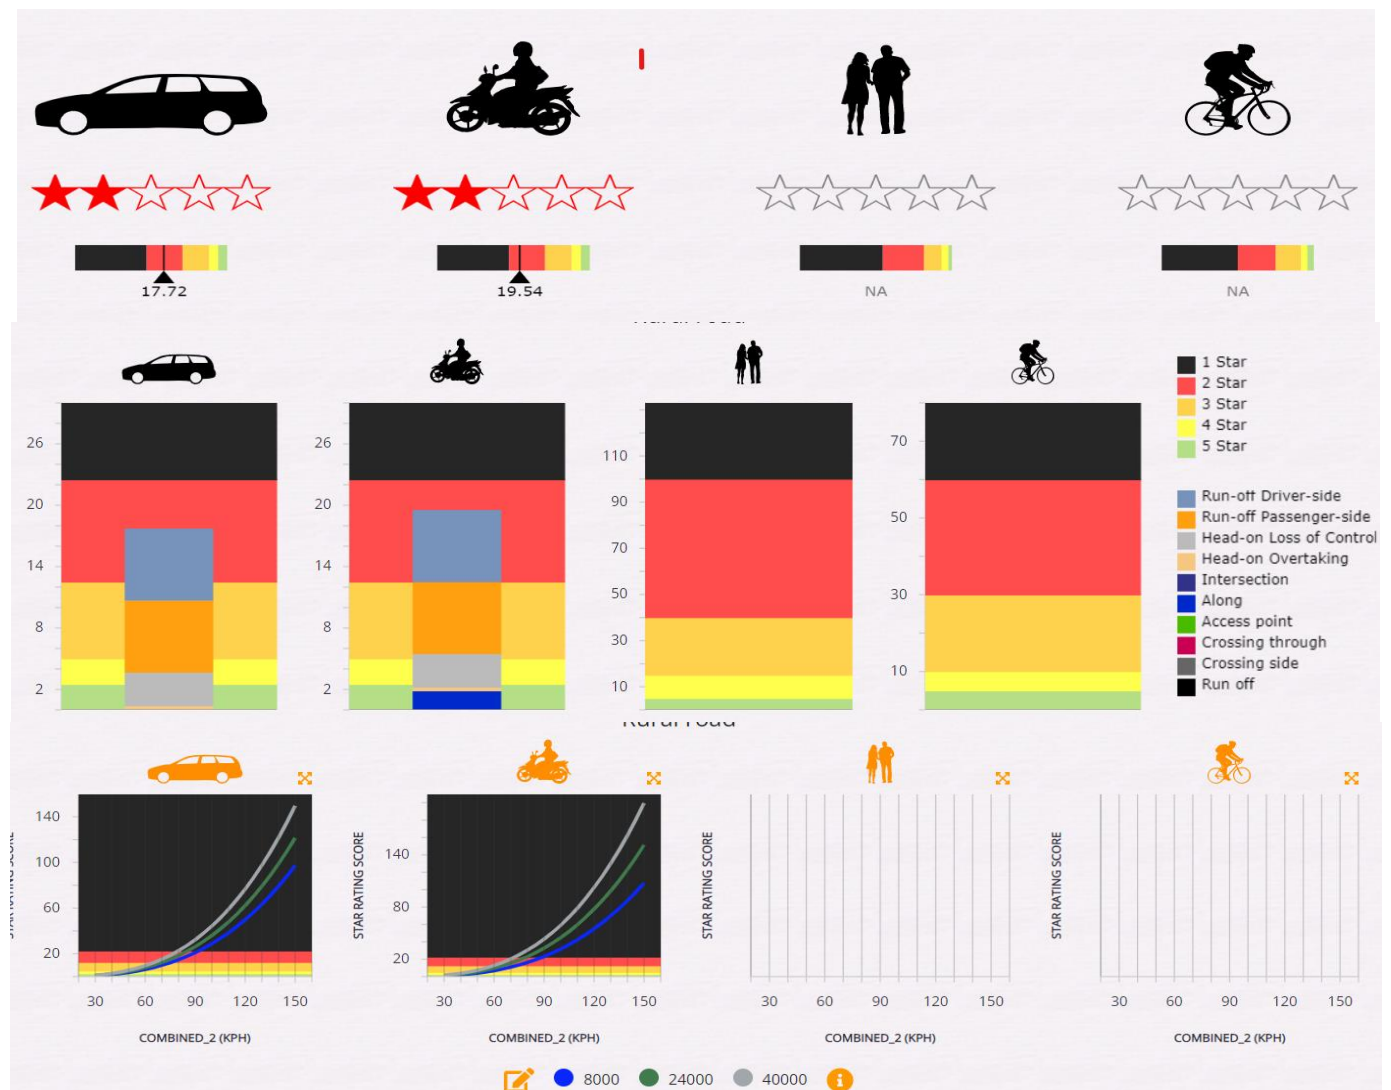 17.72
19.54
NA
NA
1 Star
2 Star
3 Star
4 Star
5 Star
26
20
14
8
2
26
20
14
8
2
110
90
70
50
30
10
70
50
30
10
Run-off Driver-side
Run-off Passenger-side
Head-on Loss of Control
Head-on Overtaking
Intersection
Along
Access point
Crossing through
Crossing side
Run off
Rural road
STAR RATING SCORE
140
100
60
20
30 60 90 120 150
COMBINED_2 (KPH)
STAR RATING SCORE
140
80
20
30 60 90 120 150
COMBINED_2 (KPH)
STAR RATING SCORE
30 60 90 120 150
COMBINED_2 (KPH)
STAR RATING SCORE
30 60 90 120 150
COMBINED_2 (KPH)
8000 24000 40000